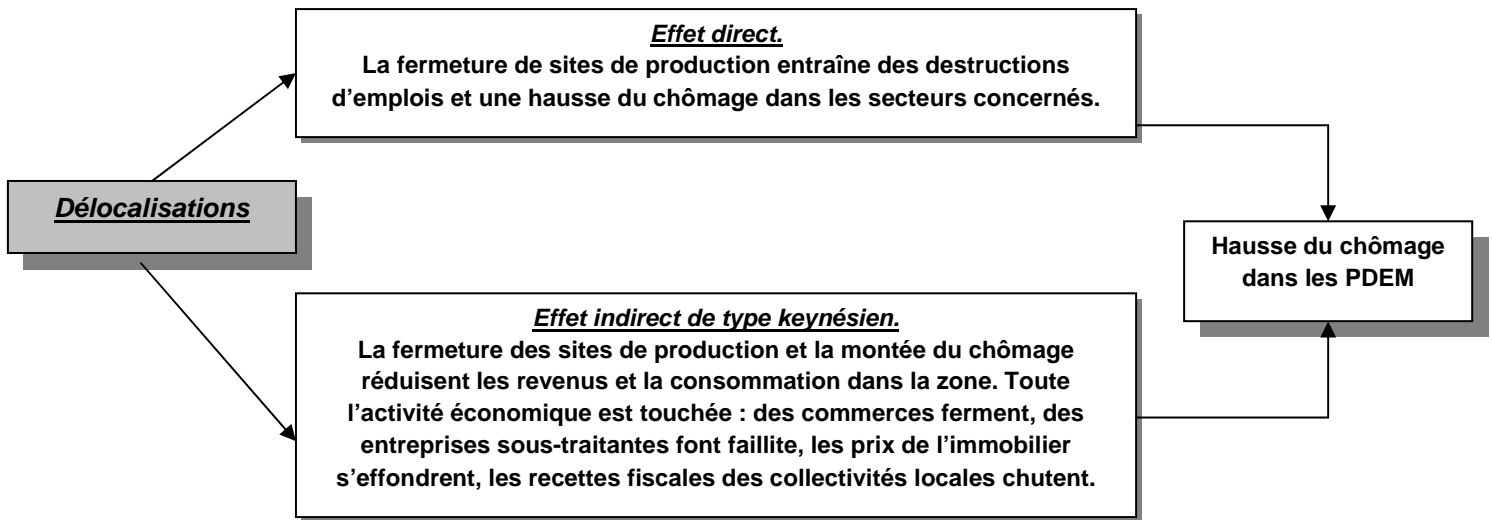 Effet direct.
La fermeture de sites de production entraîne des destructions
d’emplois et une hausse du chômage dans les secteurs concernés.
Délocalisations
Hausse du chômage
dans les PDEM
Effet indirect de type keynésien.
La fermeture des sites de production et la montée du chômage
réduisent les revenus et la consommation dans la zone. Toute
l’activité économique est touchée : des commerces ferment, des
entreprises sous-traitantes font faillite, les prix de l’immobilier
s’effondrent, les recettes fiscales des collectivités locales chutent.